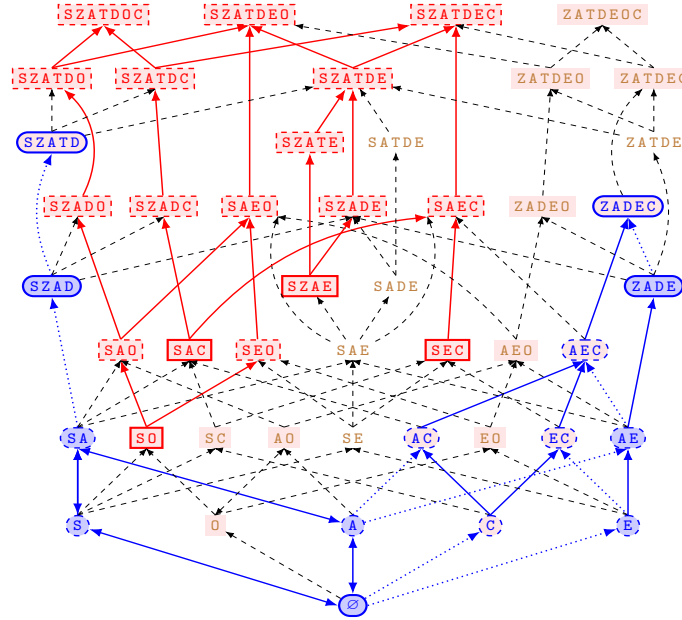 SZATDOC SZATDEO SZATDEC ZATDEOC
SZATDO SZATDC SZATDE ZATDEO ZATDEC
SZATD SZATE SATDE ZATDE
SZADO SZADC SAEO SZADE SAEC ZADEO ZADEC
SZAD SZAE SADE ZADE
SAO SAC SEO SAE SEC AEO AEC
SA SO SC AO SE AC EO EC AE
S O A C E
∅